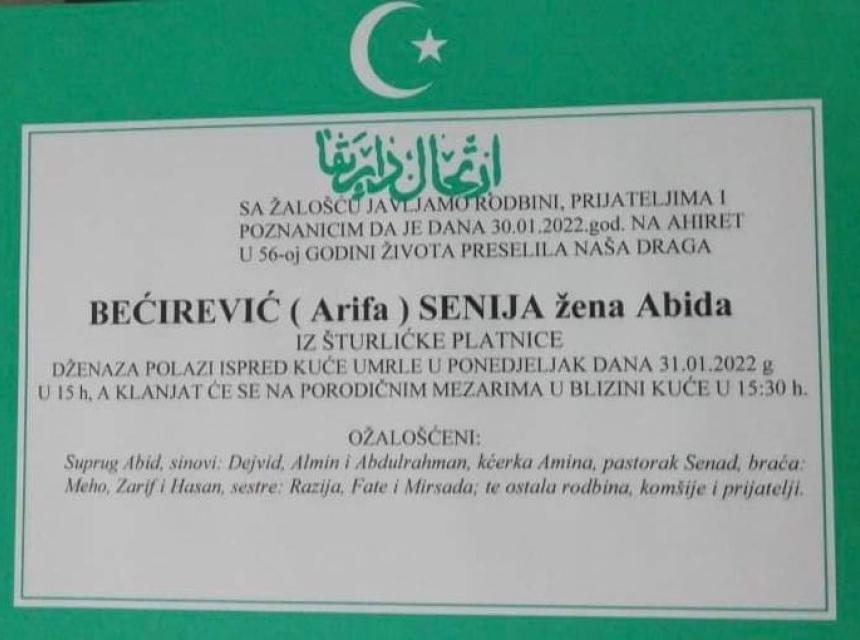 ارتحال دار بقا
SA ŽALOŠĆU JAVLJAMO RODBINI, PRIJATELJIMA I
POZNANICIM DA JE DANA 30.01.2022.god. NA AHIRET
U 56-oj GODINI ŽIVOTA PRESELILA NAŠA DRAGA
BEĆIREVIĆ ( Arifa ) SENIJA žena Abida
IZ ŠTURLIČKE PLATNICE
DŽENAZA POLAZI ISPRED KUĆE UMRLE U PONEDJELJAK DANA 31.01.2022 g
U 15 h, A KLANJAT ĆE SE NA PORODIČNIM MEZARIMA U BLIZINI KUĆE U 15:30 h.
OŽALOŠĆENI:
Suprug Abid, sinovi: Dejvid, Almin i Abdulrahman, kćerka Amina, pastorak Senad, braća:
Meho, Zarif i Hasan, sestre: Razija, Fate i Mirsada; te ostala rodbina, komšije i prijatelji.